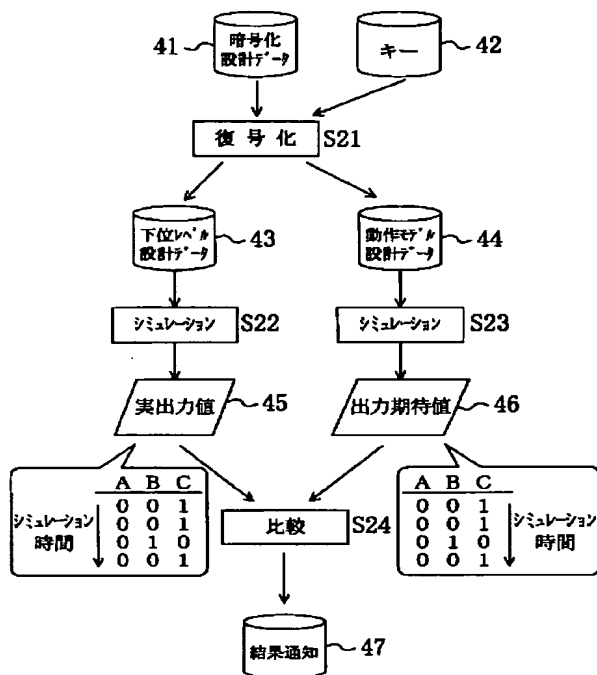 41
暗号化
設計データ
キー
42
復号化
S21
下位レベル
設計データ
43
動作モデル
設計データ
44
シミュレーション
S22
シミュレーション
S23
実出力値
45
出力期待値
46
A B C
0 0 1
0 0 1
0 1 0
0 0 1
シミュレーション
時間
比較
S24
A B C
0 0 1
0 0 1
0 1 0
0 0 1
シミュレーション
時間
結果通知
47